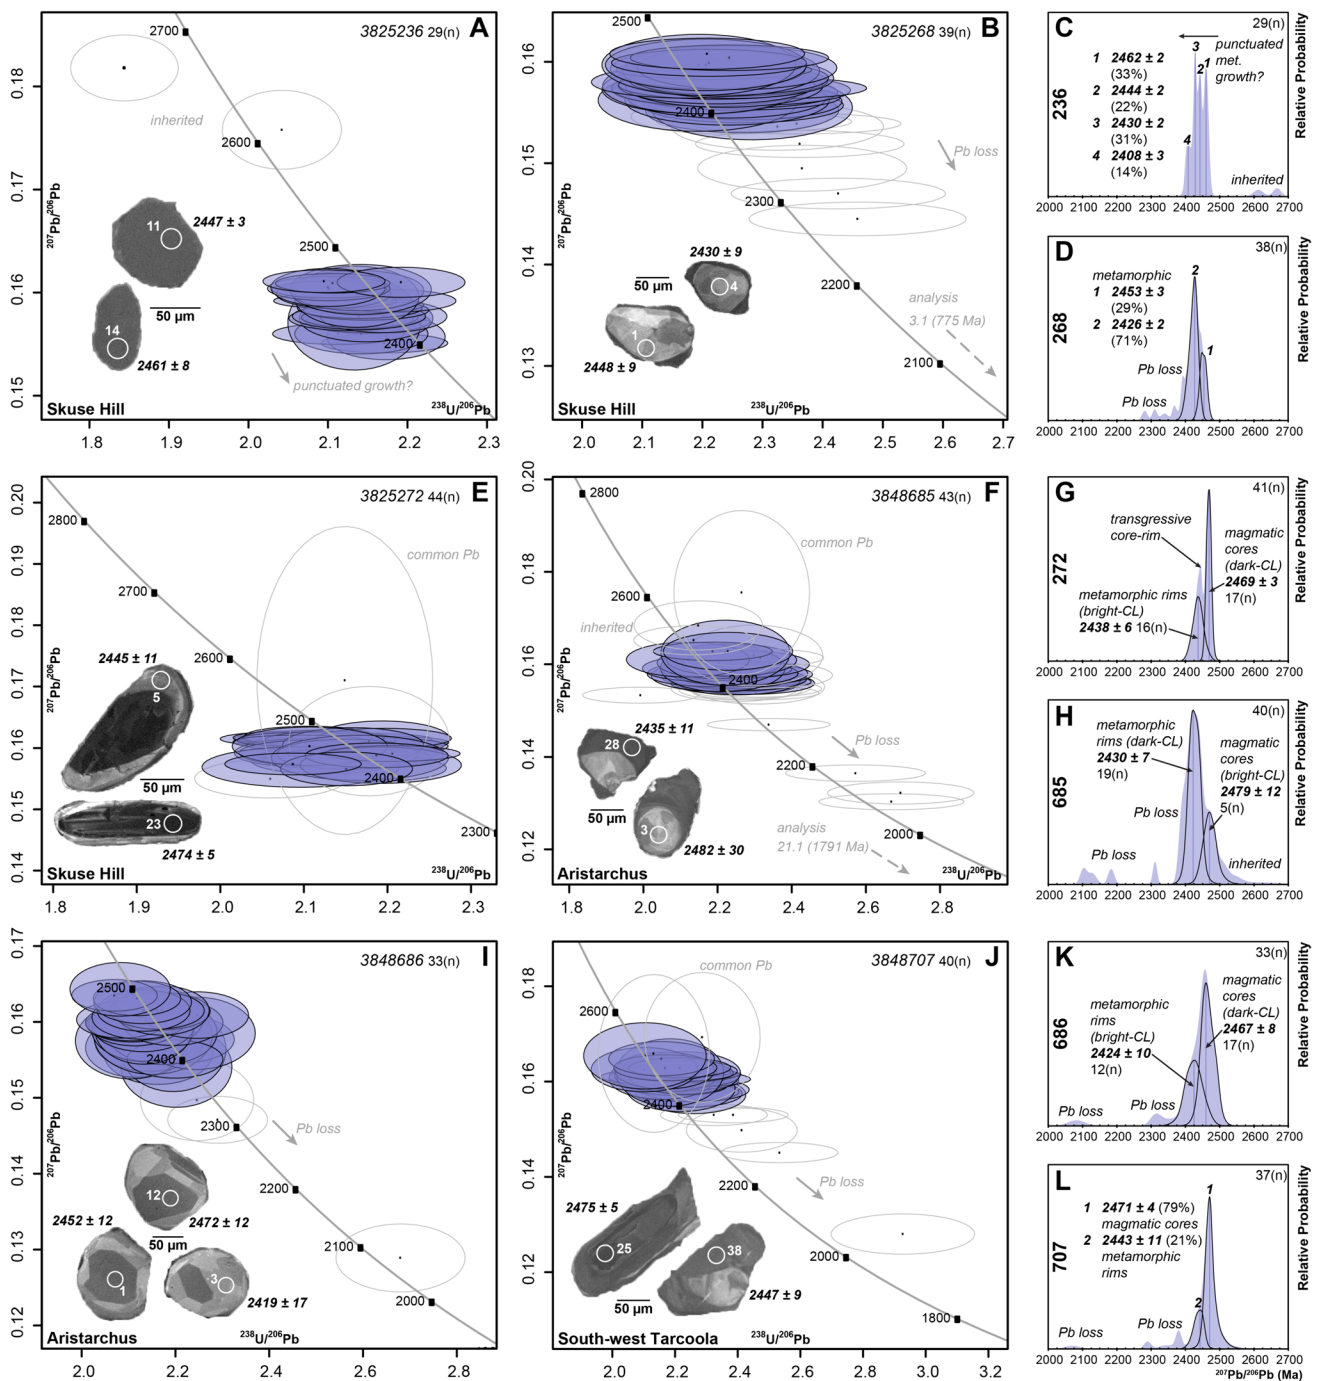 A
3825236 29(n)
2700
2600
2500
2400
inherited
11
2447 ± 3
50 µm
14
2461 ± 8
punctuated growth?
Skuse Hill
238U/206Pb
207Pb/206Pb
0.18
0.17
0.16
0.15
1.8 1.9 2.0 2.1 2.2 2.3
B
3825268 39(n)
2500
2400
2300
2200
2100
Pb loss
analysis
3.1 (775 Ma)
2430 ± 9
50 µm
4
1
2448 ± 9
Skuse Hill
238U/206Pb
207Pb/206Pb
0.16
0.15
0.14
0.13
2.0 2.1 2.2 2.3 2.4 2.5 2.6 2.7
C
29(n)
236
1 2462 ± 2
(33%)
2 2444 ± 2
(22%)
3 2430 ± 2
(31%)
4 2408 ± 3
(14%)
3
2
1
4
punctuated
met.
growth?
inherited
Relative Probability
2000 2100 2200 2300 2400 2500 2600 2700
D
38(n)
268
metamorphic
1 2453 ± 3
(29%)
2 2426 ± 2
(71%)
2
1
Pb loss
Pb loss
Relative Probability
2000 2100 2200 2300 2400 2500 2600 2700
E
3825272 44(n)
2800
2700
2600
2500
2400
2300
common Pb
2445 ± 11
5
50 µm
23
2474 ± 5
Skuse Hill
238U/206Pb
207Pb/206Pb
0.20
0.19
0.18
0.17
0.16
0.15
0.14
1.8 1.9 2.0 2.1 2.2 2.3
F
3848685 43(n)
2800
2600
2400
2200
2000
common Pb
inherited
Pb loss
analysis
21.1 (1791 Ma)
28
2435 ± 11
50 µm
3
2482 ± 30
Aristarchus
238U/206Pb
207Pb/206Pb
0.20
0.18
0.16
0.14
0.12
1.8 2.0 2.2 2.4 2.6 2.8
G
41(n)
272
transgressive
core-rim
magmatic
cores
(dark-CL)
2469 ± 3
17(n)
metamorphic rims
(bright-CL)
2438 ± 6 16(n)
Relative Probability
2000 2100 2200 2300 2400 2500 2600 2700
H
40(n)
685
metamorphic
rims (dark-CL)
2430 ± 7
19(n)
magmatic
cores
(bright-CL)
2479 ± 12
5(n)
Pb loss
Pb loss
inherited
Relative Probability
2000 2100 2200 2300 2400 2500 2600 2700
I
3848686 33(n)
2500
2400
2300
2200
2100
2000
Pb loss
12
2452 ± 12
2472 ± 12
50 µm
1
3
2419 ± 17
Aristarchus
238U/206Pb
207Pb/206Pb
0.17
0.16
0.15
0.14
0.13
0.12
2.0 2.2 2.4 2.6 2.8
J
3848707 40(n)
2600
2400
2200
2000
1800
common Pb
Pb loss
2475 ± 5
25
38
50 µm
2447 ± 9
South-west Tarcoola
238U/206Pb
207Pb/206Pb
0.18
0.16
0.14
0.12
2.0 2.2 2.4 2.6 2.8 3.0 3.2
K
33(n)
686
metamorphic
rims
(bright-CL)
2424 ± 10
12(n)
magmatic
cores
(dark-CL)
2467 ± 8
17(n)
Pb loss
Pb loss
Relative Probability
2000 2100 2200 2300 2400 2500 2600 2700
L
37(n)
707
1 2471 ± 4 (79%)
magmatic cores
2 2443 ± 11 (21%)
metamorphic
rims
1
2
Pb loss
Pb loss
Relative Probability
2000 2100 2200 2300 2400 2500 2600 2700
207Pb/206Pb (Ma)